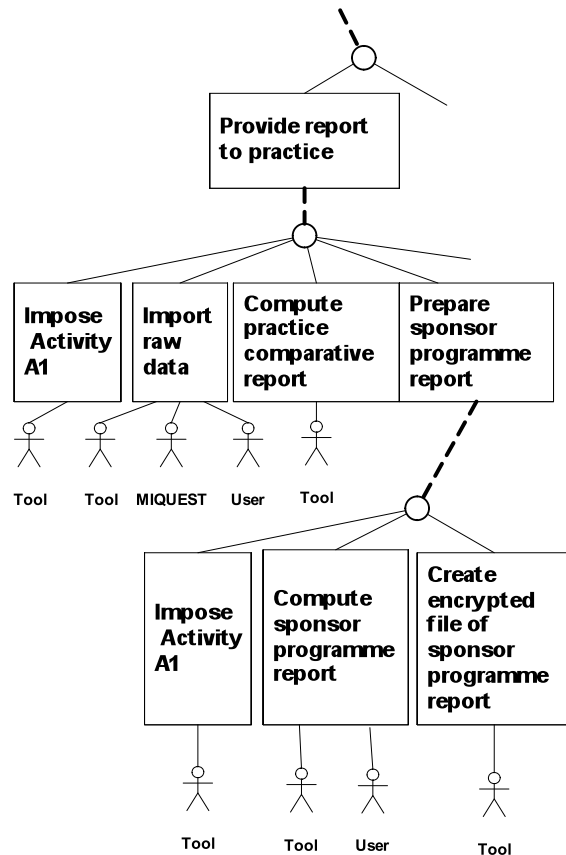 Provide report
to practice
Impose
Activity
A1
Import
raw
data
Compute
practice
comparative
report
Prepare
sponsor
programme
report
Tool
Tool
MIQUEST
User
Tool
Impose
Activity
A1
Compute
sponsor
programme
report
Create
encrypted
file of
sponsor
programme
report
Tool
Tool
User
Tool